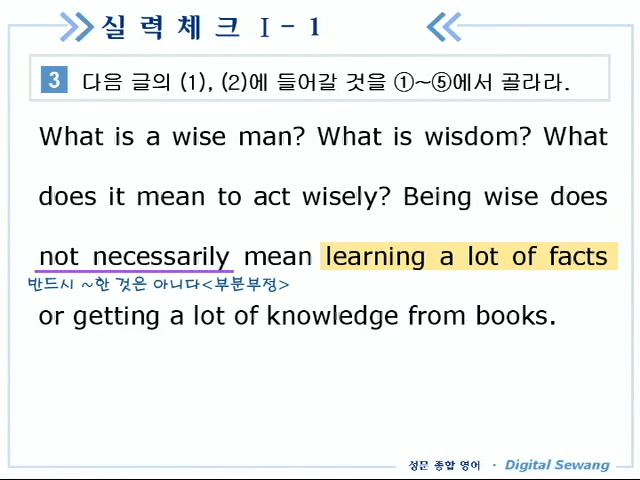 실력체크 I - 1
3 다음 글의 (1), (2)에 들어갈 것을 ①~⑤에서 골라라.
What is a wise man? What is wisdom? What
does it mean to act wisely? Being wise does
not necessarily mean learning a lot of facts
반드시 ~한 것은 아니다<부분부정>
or getting a lot of knowledge from books.
성문 종합 영어 · Digital Sewang